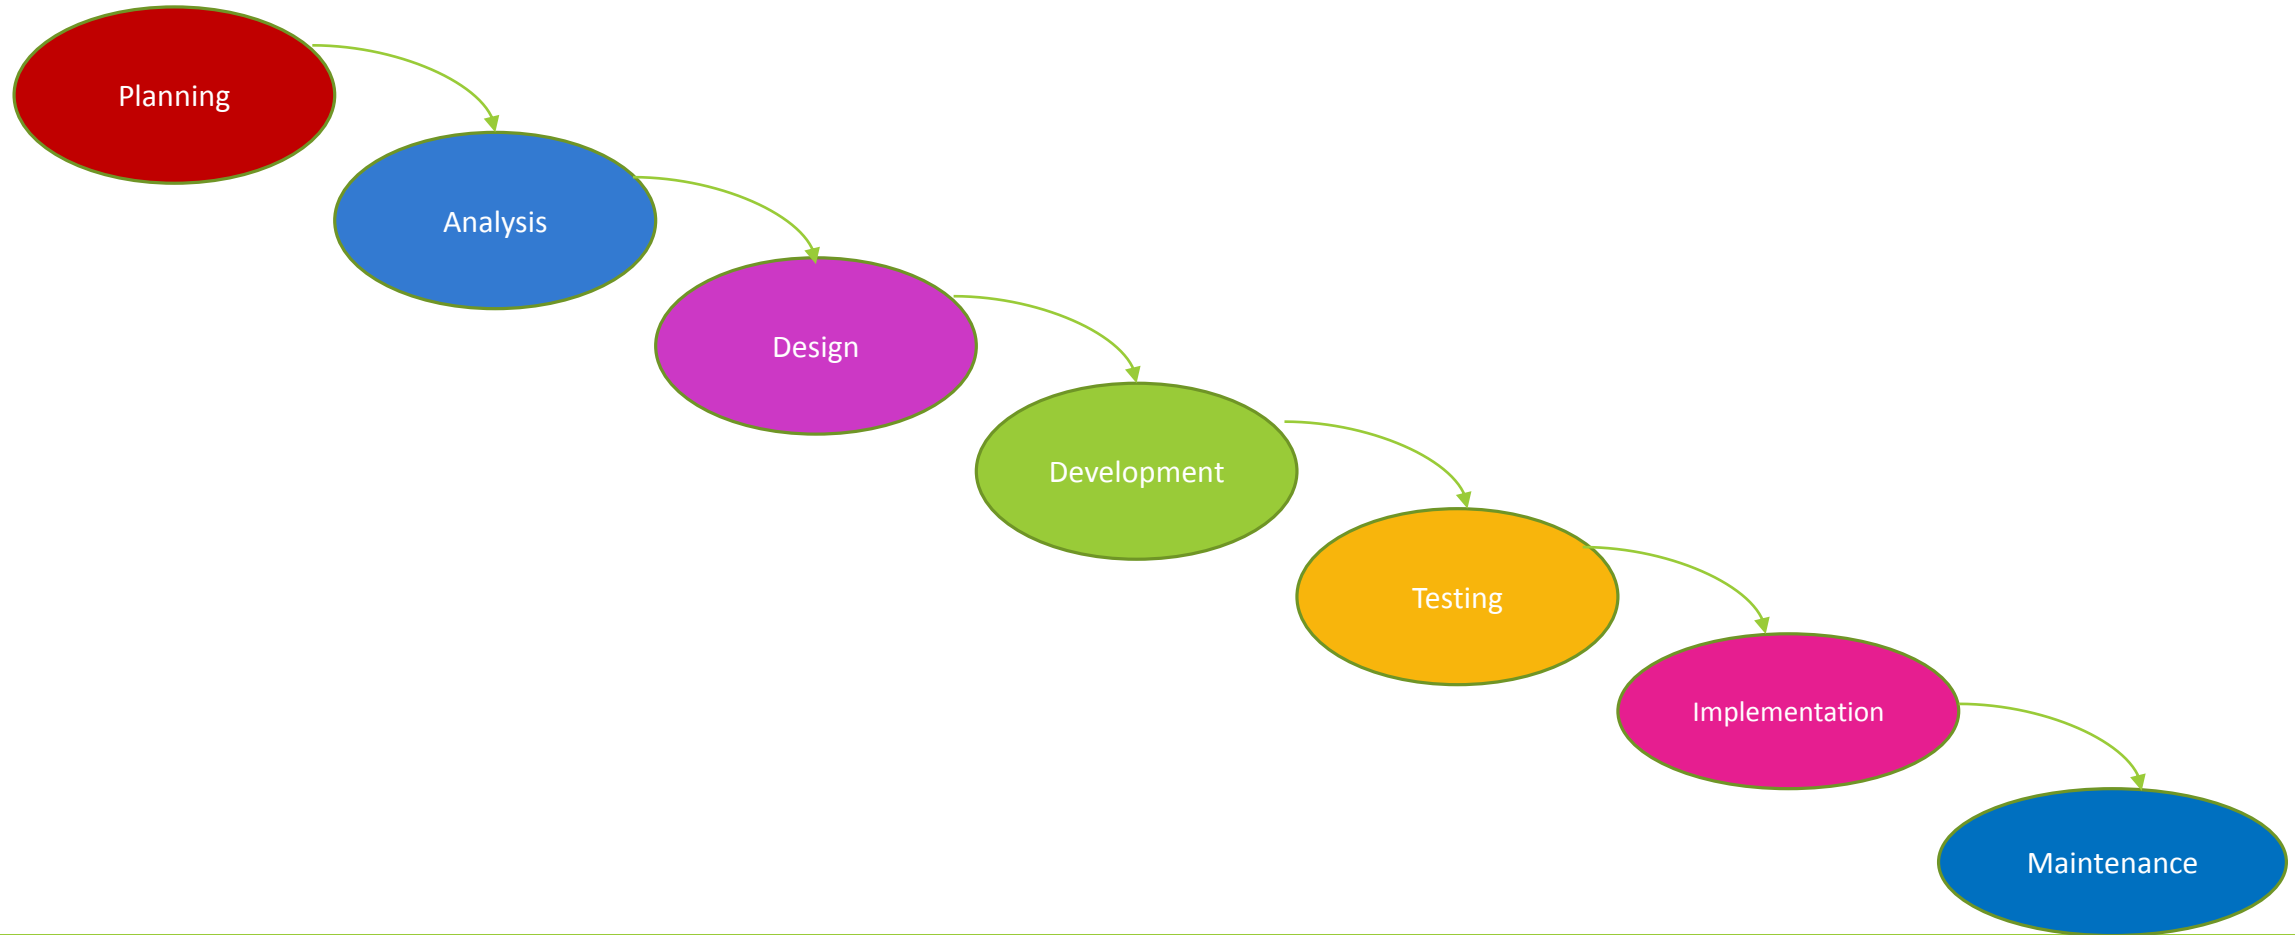 Planning
Analysis
Design
Development
Testing
Implementation
Maintenance